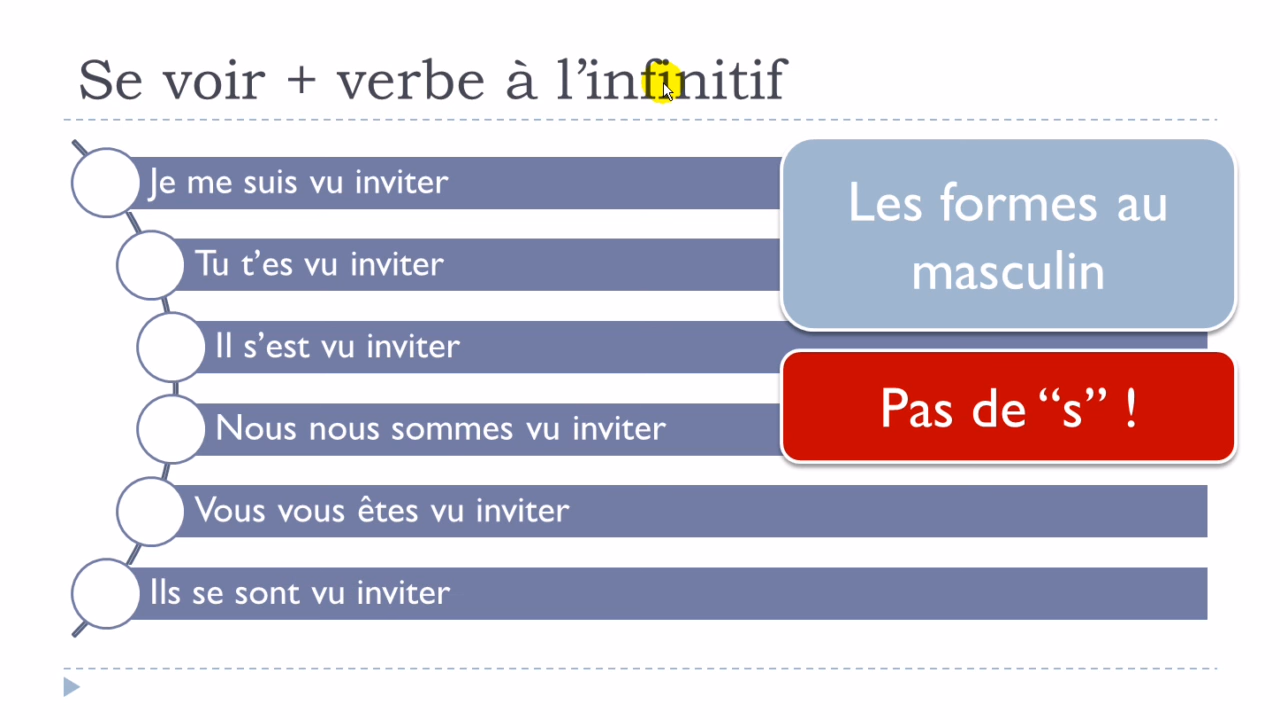 Se voir + verbe à l’infinitif
Je me suis vu inviter
Tu t’es vu inviter
Il s’est vu inviter
Nous nous sommes vu inviter
Vous vous êtes vu inviter
Ils se sont vu inviter
Les formes au
masculin
Pas de “s” !